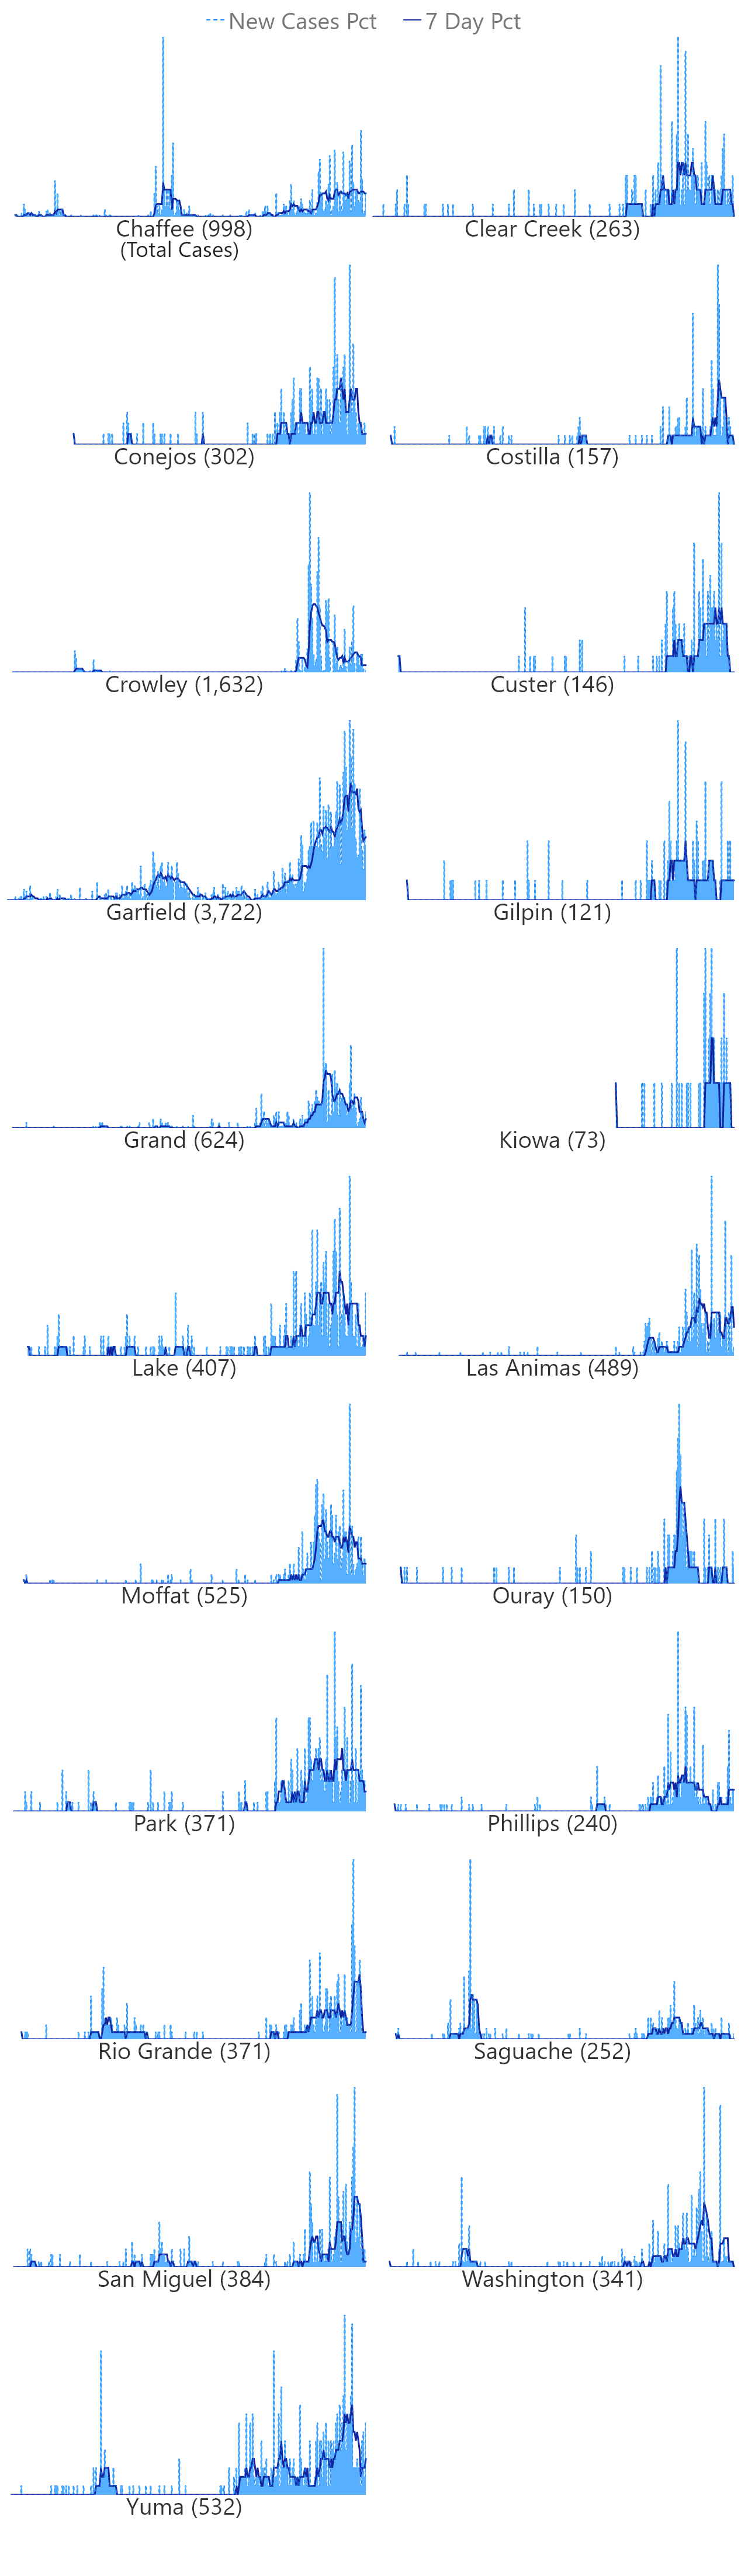 New Cases Pct 7 Day Pct
Chaffee (998) Clear Creek (263)
(Total Cases)
Conejos (302) Costilla (157)
Crowley (1,632) Custer (146)
Garfield (3,722) Gilpin (121)
Grand (624) Kiowa (73)
Lake (407) Las Animas (489)
Moffat (525) Ouray (150)
Park (371) Phillips (240)
Rio Grande (371) Saguache (252)
San Miguel (384) Washington (341)
Yuma (532)